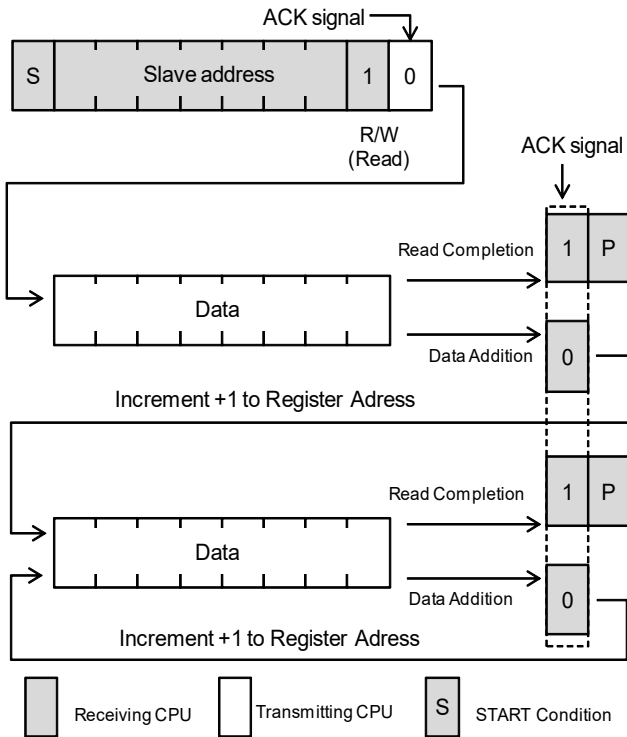 ACK signal
S Slave address 1 0
R/W
(Read)
ACK signal
Read Completion 1 P
Data
Data Addition 0
Increment +1 to Register Adress
Read Completion 1 P
Data
Data Addition 0
Increment +1 to Register Adress
Receiving CPU Transmitting CPU S START Condition